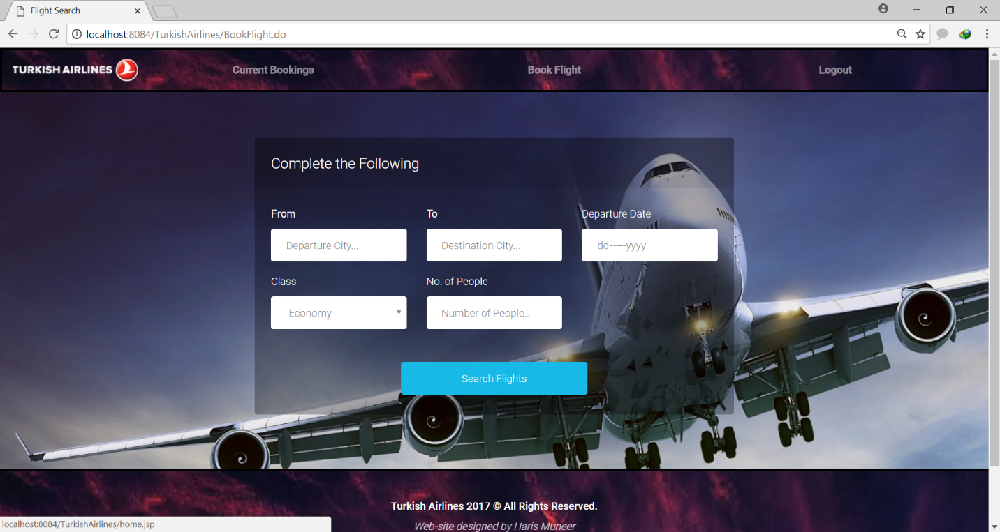 Flight Search
localhost:8084/TurkishAirlines/BookFlight.do
TURKISH AIRLINES
Current Bookings
Book Flight
Logout
Complete the Following
From
To
Departure Date
Departure City...
Destination City...
dd-----yyyy
Class
No. of People
Economy
Number of People..
Search Flights
Turkish Airlines 2017 © All Rights Reserved.
Web-site designed by Haris Muneer
localhost:8084/TurkishAirlines/home.jsp